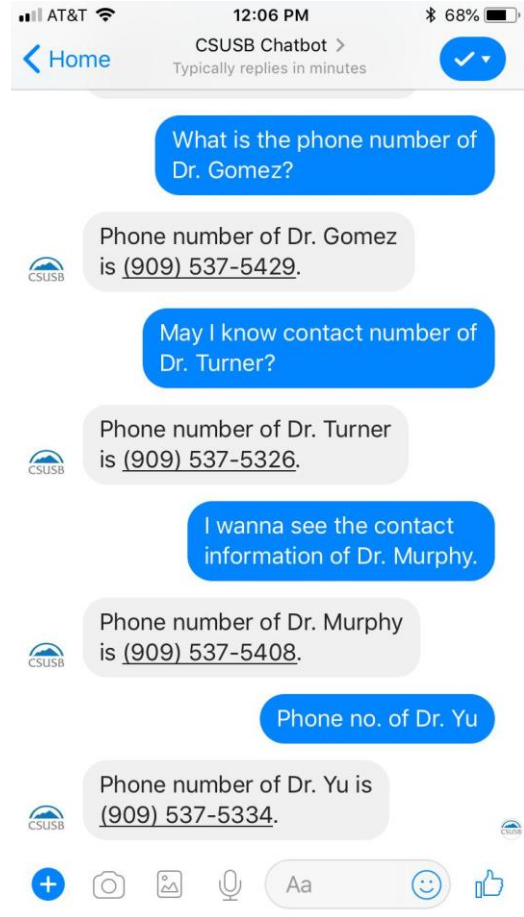 AT&T 12:06 PM 68%
Home CSUSB Chatbot >
Typically replies in minutes
What is the phone number of
Dr. Gomez?
Phone number of Dr. Gomez
is (909) 537-5429.
CSUSB
May I know contact number of
Dr. Turner?
Phone number of Dr. Turner
is (909) 537-5326.
CSUSB
I wanna see the contact
information of Dr. Murphy.
Phone number of Dr. Murphy
is (909) 537-5408.
CSUSB
Phone no. of Dr. Yu
Phone number of Dr. Yu is
(909) 537-5334.
CSUSB
CSUSB
Aa